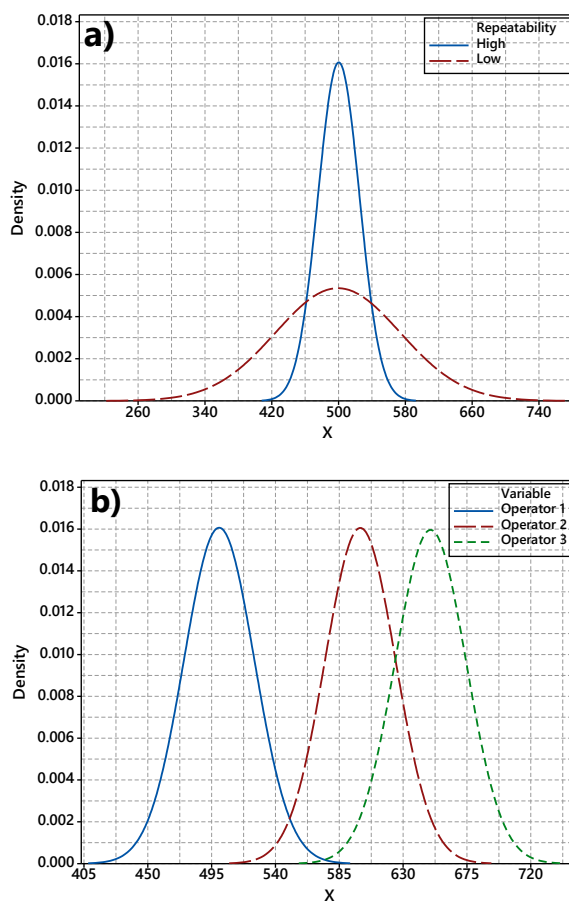 a)
Repeatability
High
Low
0.018
0.016
0.014
0.012
0.010
0.008
0.006
0.004
0.002
0.000
Density
260 340 420 500 580 660 740
X
b)
Variable
Operator 1
Operator 2
Operator 3
0.018
0.016
0.014
0.012
0.010
0.008
0.006
0.004
0.002
0.000
Density
405 450 495 540 585 630 675 720
X